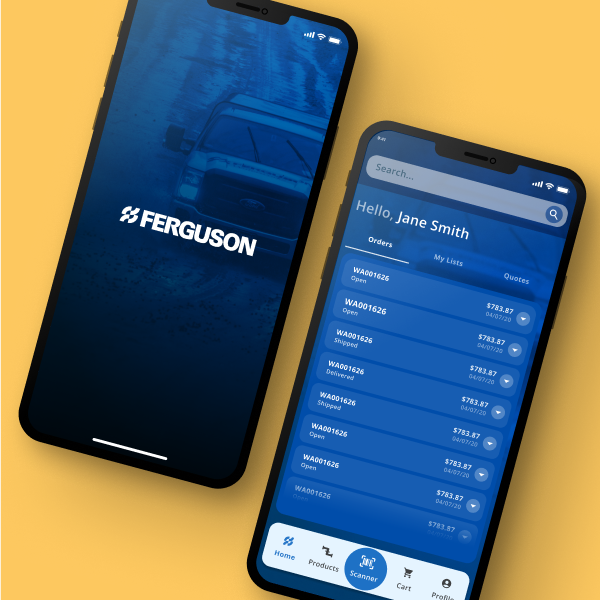 FERGUSON
9:41
Search...
Hello, Jane Smith
Orders
My Lists
Quotes
WA001626
Open
$783.87
04/07/20
WA001626
Open
$783.87
04/07/20
WA001626
Shipped
$783.87
04/07/20
WA001626
Delivered
$783.87
04/07/20
WA001626
Shipped
$783.87
04/07/20
WA001626
Open
$783.87
04/07/20
WA001626
Open
$783.87
04/07/20
WA001626
$783.87
Home
Products
Scanner
Cart
Profile